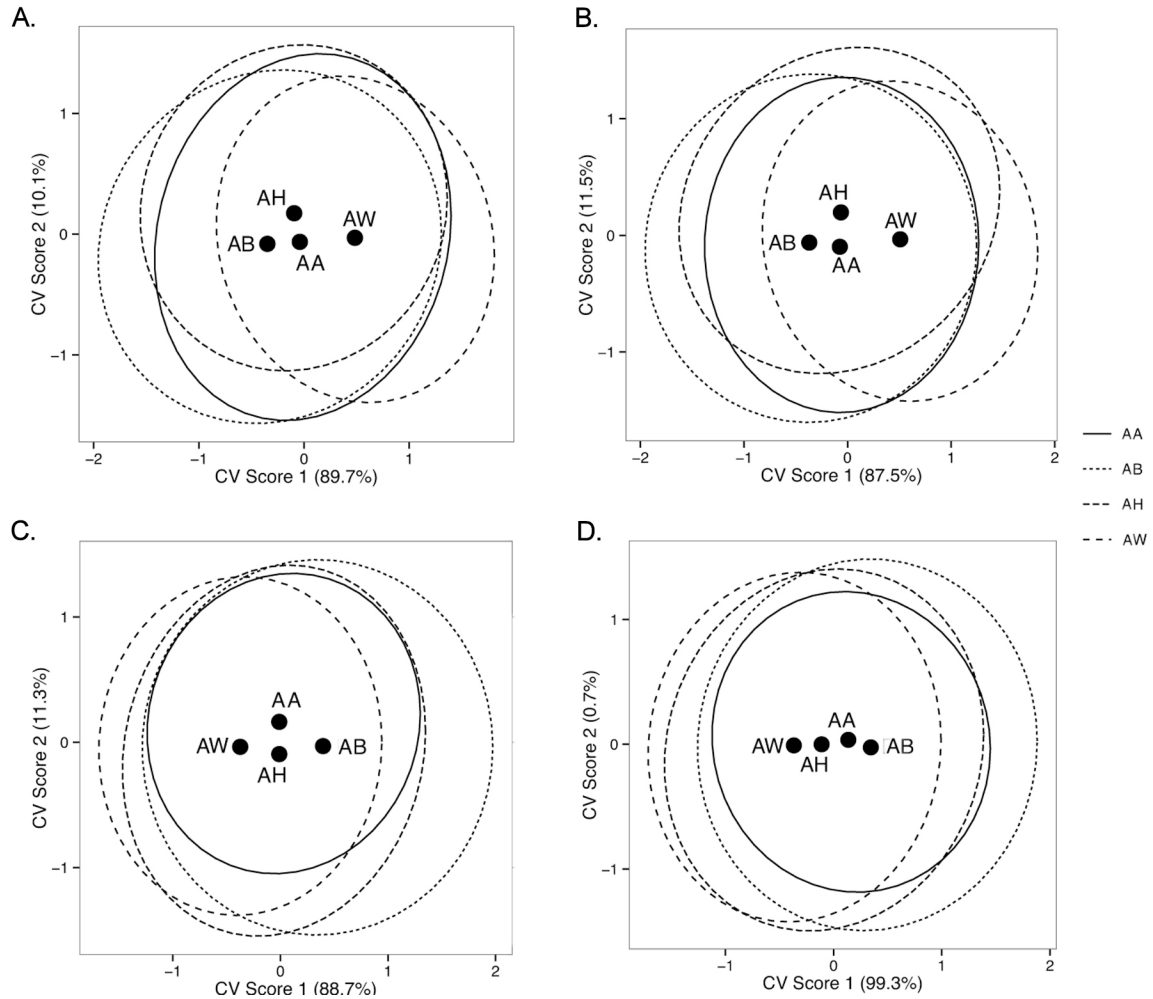 A.
CV Score 2 (10.1%)
1
0
−1
AH
AW
AB
AA
−2
−1
0
1
CV Score 1 (89.7%)
B.
CV Score 2 (11.5%)
1
0
−1
AH
AW
AB
AA
−2
−1
0
1
2
CV Score 1 (87.5%)
AA
AB
AH
AW
C.
CV Score 2 (11.3%)
1
0
−1
AA
AW
AB
AH
−1
0
1
2
CV Score 1 (88.7%)
D.
CV Score 2 (0.7%)
1
0
−1
AA
AW
AB
AH
−1
0
1
2
CV Score 1 (99.3%)